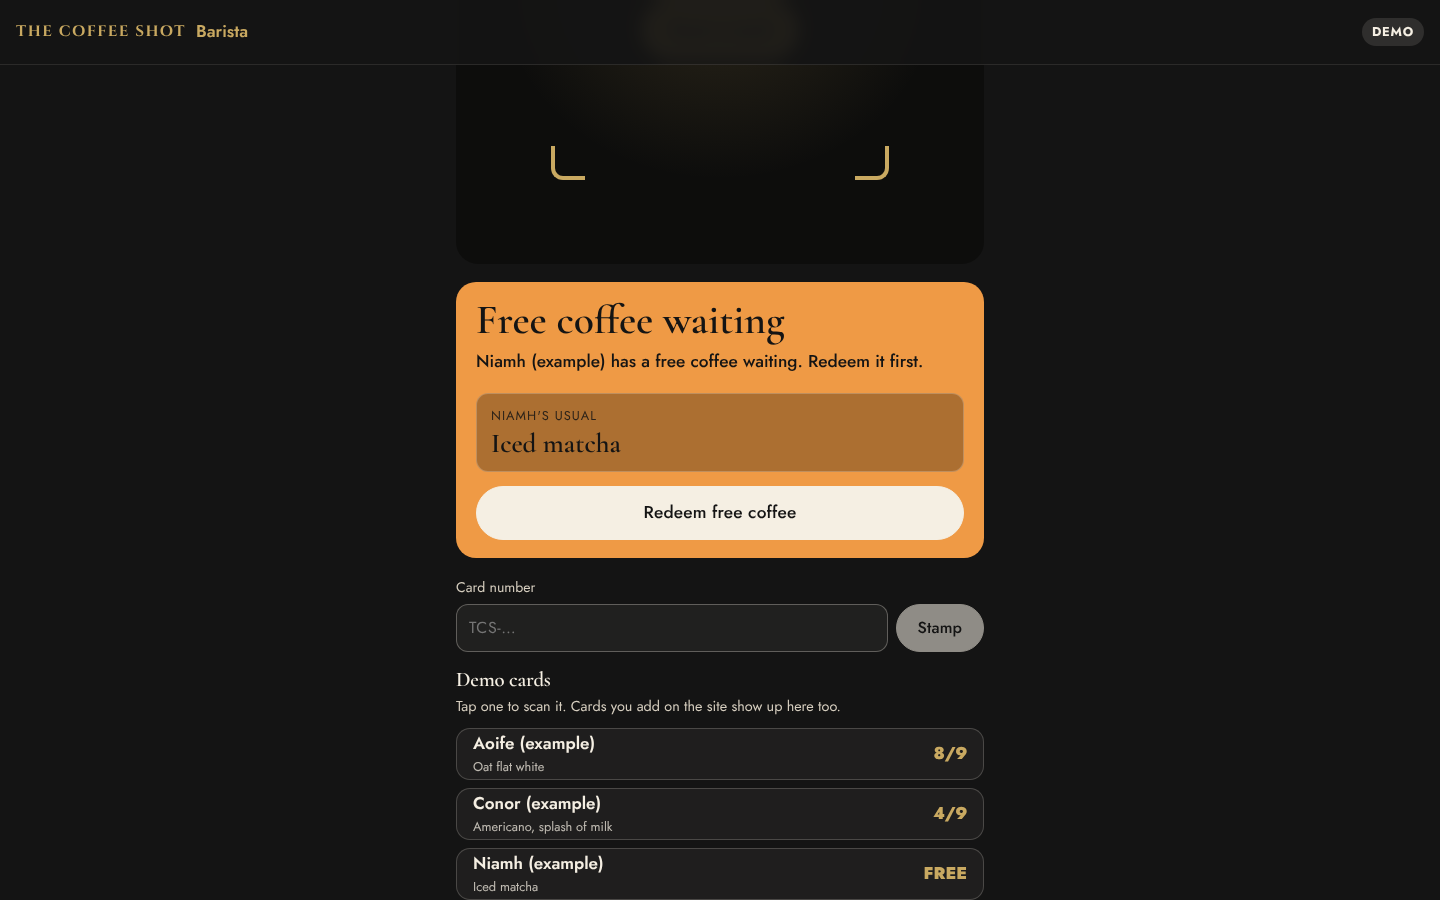 THE COFFEE SHOT Barista
DEMO
Free coffee waiting
Niamh (example) has a free coffee waiting. Redeem it first.
NIAMH'S USUAL
Iced matcha
Redeem free coffee
Card number
TCS-...
Stamp
Demo cards
Tap one to scan it. Cards you add on the site show up here too.
Aoife (example)
8/9
Oat flat white
Conor (example)
4/9
Americano, splash of milk
Niamh (example)
FREE
Iced matcha